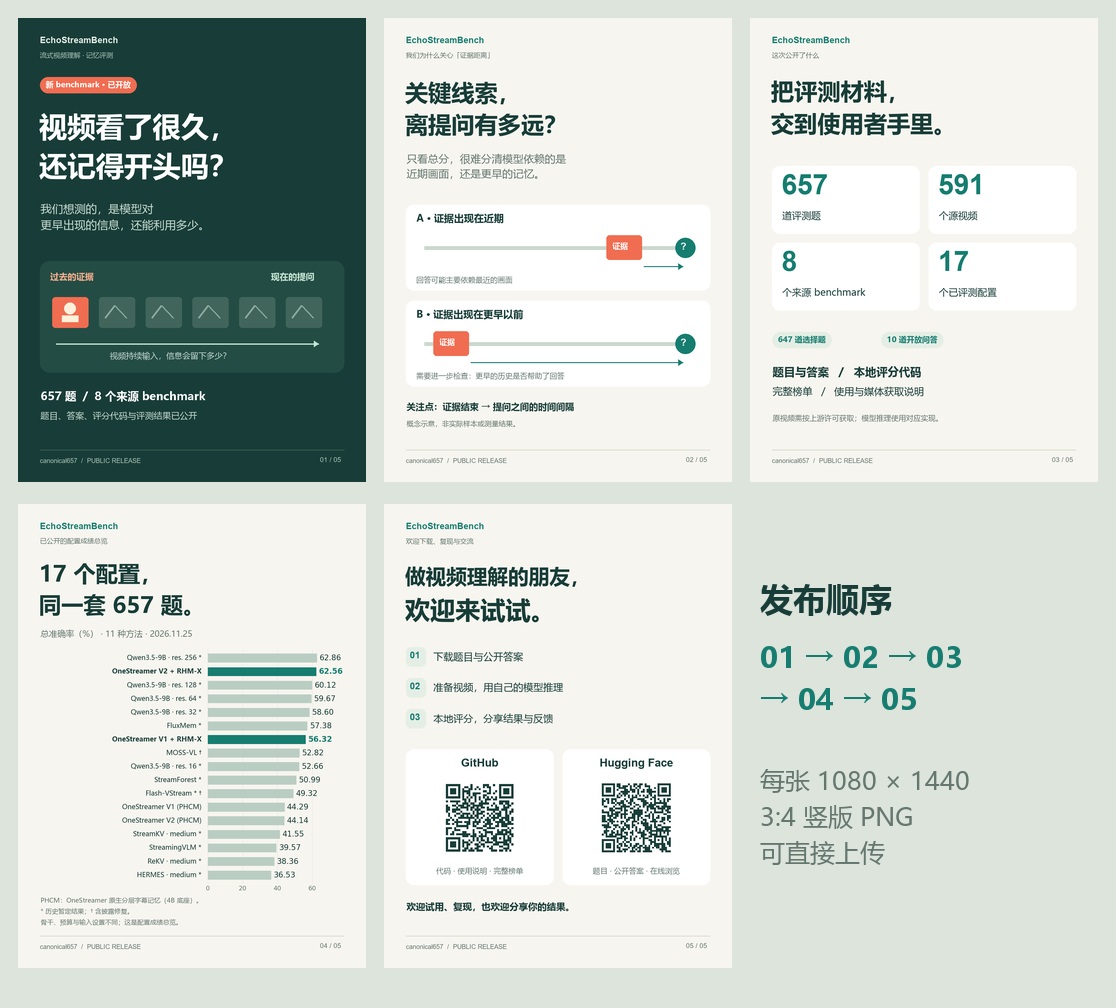 EchoStreamBench
流式视频理解 · 记忆评测
新 benchmark · 已开放
视频看了很久，
还记得开头吗？
我们想测的，是模型对
更早出现的信息，还能利用多少。
过去的证据
现在的提问
视频持续输入，信息会留下多少？
657 题 / 8 个来源 benchmark
题目、答案、评分代码与评测结果已公开
canonical657 / PUBLIC RELEASE
01 / 05
EchoStreamBench
我们为什么关心「证据距离」
关键线索，
离提问有多远？
只看总分，很难分清模型依赖的是
近期画面，还是更早的记忆。
A · 证据出现在近期
证据
?
回答可能主要依赖最近的画面
B · 证据出现在更早以前
证据
?
需要进一步检查：更早的历史是否帮助了回答
关注点：证据结束 → 提问之间的时间间隔
概念示意，非实际样本或测量结果。
canonical657 / PUBLIC RELEASE
02 / 05
EchoStreamBench
这次公开了什么
把评测材料，
交到使用者手里。
657
道评测题
591
个源视频
8
个来源 benchmark
17
个已评测配置
647 道选择题
10 道开放问答
题目与答案 / 本地评分代码
完整榜单 / 使用与媒体获取说明
原视频需按上游许可获取；模型推理使用对应实现。
canonical657 / PUBLIC RELEASE
03 / 05
EchoStreamBench
已公开的配置成绩总览
17 个配置，
同一套 657 题。
总准确率（%） · 11 种方法 · 2026.11.25
Qwen3.5-9B · res. 256 * 62.86
OneStreamer V2 + RHM-X 62.56
Qwen3.5-9B · res. 128 * 60.12
Qwen3.5-9B · res. 64 * 59.67
Qwen3.5-9B · res. 32 * 58.60
FluxMem * 57.38
OneStreamer V1 + RHM-X 56.32
MOSS-VL † 52.82
Qwen3.5-9B · res. 16 * 52.66
StreamForest * 50.99
Flash-VStream * † 49.32
OneStreamer V1 (PHCM) 44.29
OneStreamer V2 (PHCM) 44.14
StreamKV · medium * 41.55
StreamingVLM * 39.57
ReKV · medium * 38.36
HERMES · medium * 36.53
0 20 40 60
PHCM：OneStreamer 原生分层字幕记忆（4B 底座）。
* 历史暂定结果；† 含披露修复。
骨干、预算与输入设置不同；这是配置成绩总览。
canonical657 / PUBLIC RELEASE
04 / 05
EchoStreamBench
欢迎下载、复现与交流
做视频理解的朋友，
欢迎来试试。
01 下载题目与公开答案
02 准备视频，用自己的模型推理
03 本地评分，分享结果与反馈
GitHub
代码 · 使用说明 · 完整榜单
Hugging Face
题目 · 公开答案 · 在线浏览
欢迎试用、复现，也欢迎分享你的结果。
canonical657 / PUBLIC RELEASE
05 / 05
发布顺序
01 → 02 → 03
→ 04 → 05
每张 1080 × 1440
3:4 竖版 PNG
可直接上传